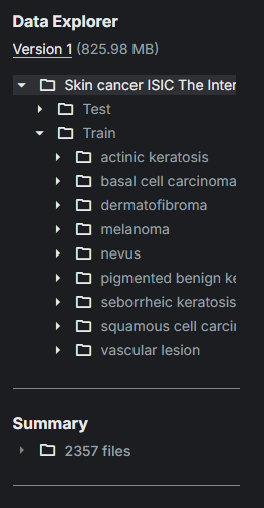 Data Explorer
Version 1 (825.98 MB)
Skin cancer ISIC The Inter
Test
Train
actinic keratosis
basal cell carcinoma
dermatofibroma
melanoma
nevus
pigmented benign ke
seborrheic keratosis
squamous cell carci
vascular lesion
Summary
2357 files